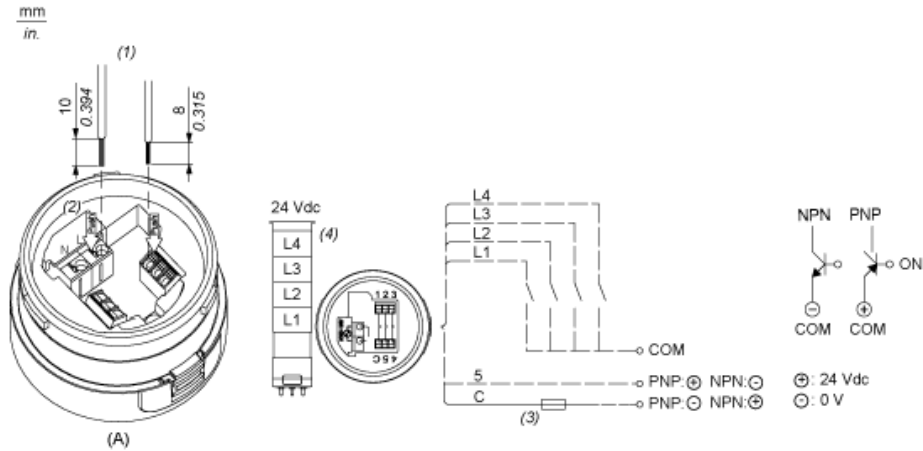 mm
in.
(1)
10
0.394
8
0.315
(2)
N
L
(A)
24 Vdc
(4)
L4
L3
L2
L1
1 2 3
4 5 C
L4
L3
L2
L1
COM
5
PNP:⊕ NPN:⊖
C
(3)
PNP:⊖ NPN:⊕
⊕: 24 Vdc
⊖: 0 V
NPN PNP
ON
COM COM